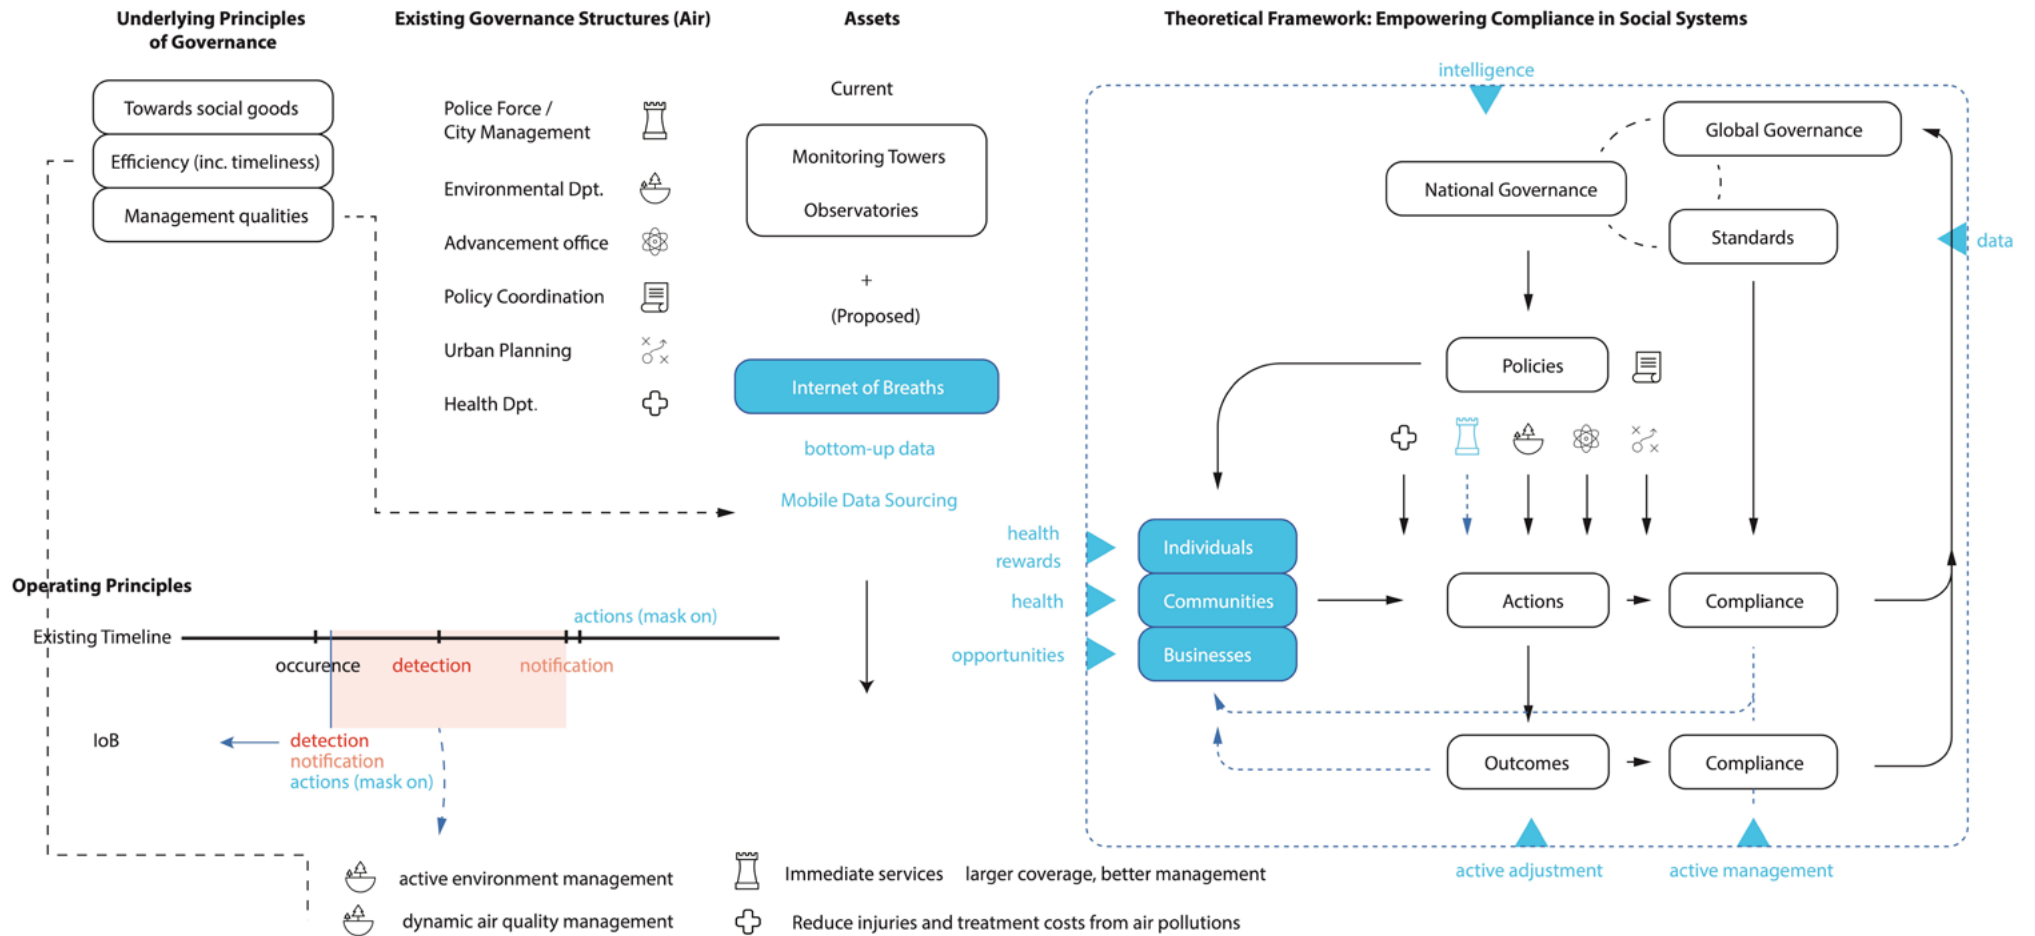 Underlying Principles
of Governance
Towards social goods
Efficiency (inc. timeliness)
Management qualities
Existing Governance Structures (Air)
Police Force /
City Management
Environmental Dpt.
Advancement office
Policy Coordination
Urban Planning
Health Dpt.
Assets
Current
Monitoring Towers
Observatories
+
(Proposed)
Internet of Breaths
bottom-up data
Mobile Data Sourcing
Operating Principles
Existing Timeline
occurence
detection
notification
actions (mask on)
IoB
detection
notification
actions (mask on)
active environment management
dynamic air quality management
Immediate services larger coverage, better management
Reduce injuries and treatment costs from air pollutions
Theoretical Framework: Empowering Compliance in Social Systems
intelligence
Global Governance
National Governance
Standards
data
Policies
health
rewards
health
opportunities
Individuals
Communities
Businesses
Actions
Compliance
Outcomes
Compliance
active adjustment
active management